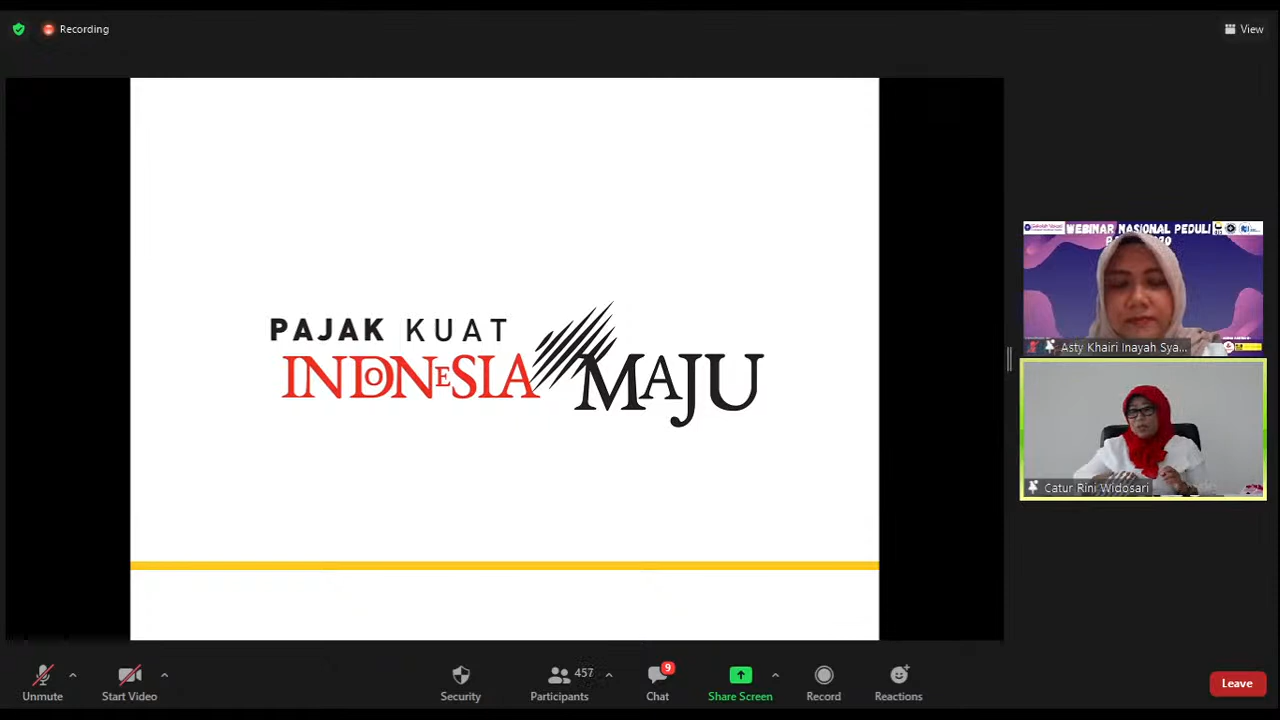 Recording
View
PAJAK KUAT
INDONESIA MAJU
WEBINAR NASIONAL PEDULI
Asty Khairi Inayah Sya...
Catur Rini Widosari
Unmute
Start Video
Security
457
Participants
9
Chat
Share Screen
Record
Reactions
Leave